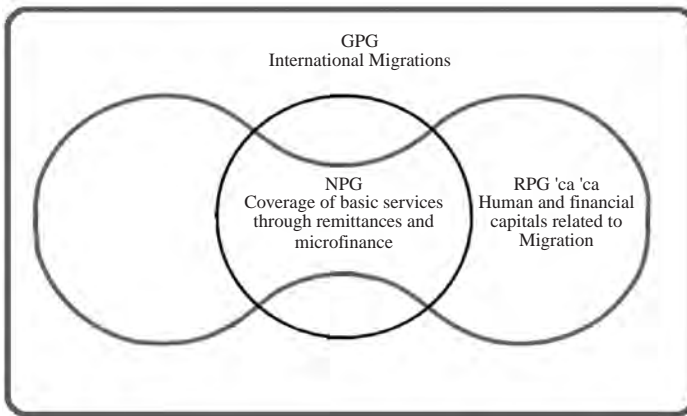 GPG
International Migrations
NPG
Coverage of basic services
through remittances and
microfinance
RPG 'ca 'ca
Human and financial
capitals related to
Migration